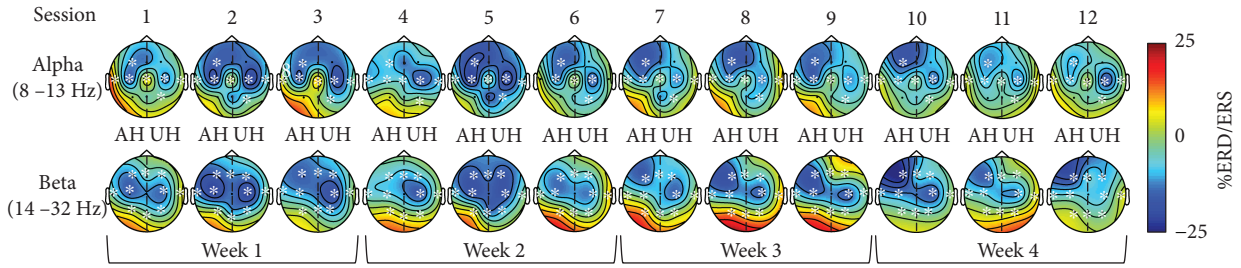 Session 1 2 3 4 5 6 7 8 9 10 11 12
Alpha
(8 –13 Hz)
AH UH AH UH AH UH AH UH AH UH AH UH AH UH AH UH AH UH AH UH AH UH AH UH
Beta
(14 –32 Hz)
Week 1 Week 2 Week 3 Week 4
25
0
–25
%ERD/ERS